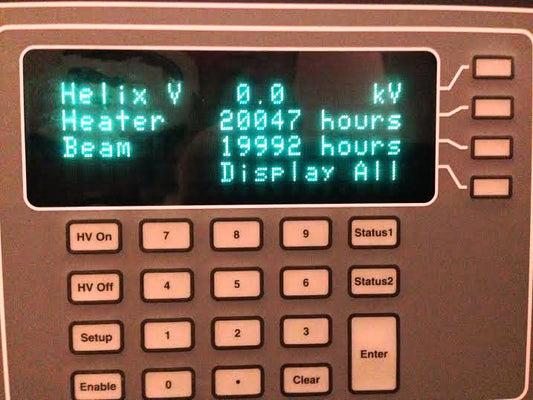 Helix V 0.0 kV
Heater 20047 hours
Beam 19992 hours
Display All
HV On 7 8 9 Status1
HV Off 4 5 6 Status2
Setup 1 2 3 Enter
Enable 0 • Clear